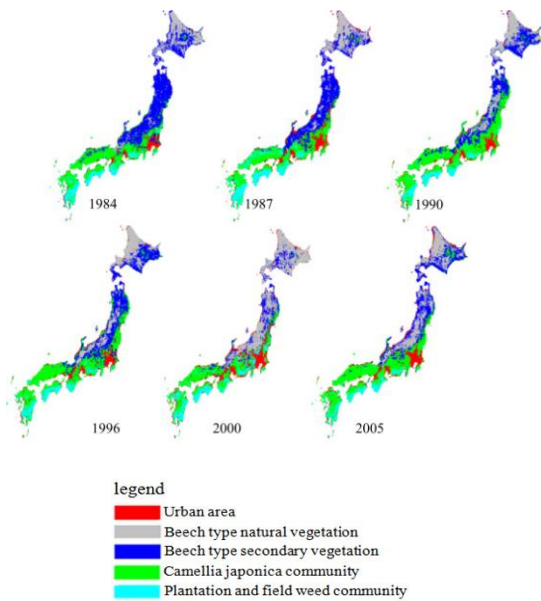 1984
1987
1990
1996
2000
2005
legend
Urban area
Beech type natural vegetation
Beech type secondary vegetation
Camellia japonica community
Plantation and field weed community